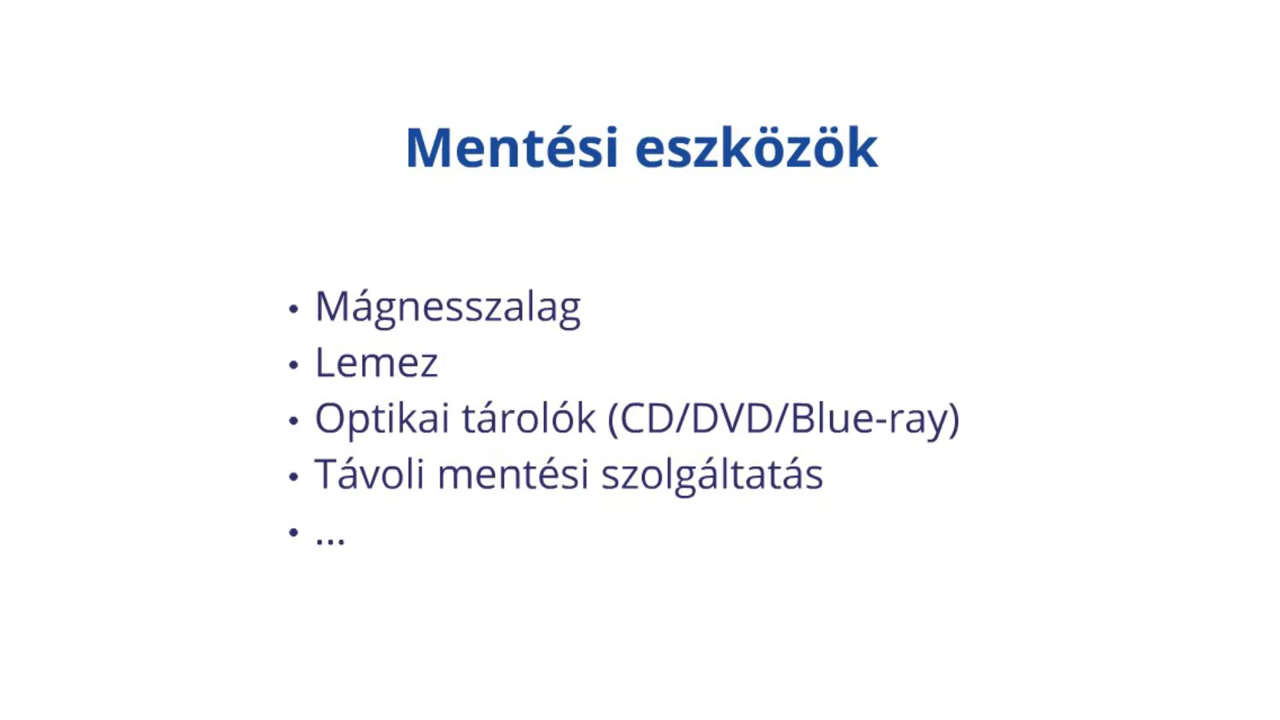 Mentési eszközök
• Mágnesszalag
• Lemez
• Optikai tárolók (CD/DVD/Blue-ray)
• Távoli mentési szolgáltatás
• ...